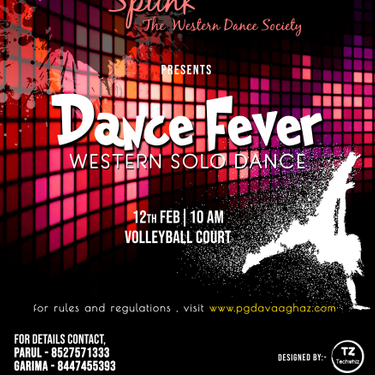 Spunk
The Western Dance Society
PRESENTS
Dance Fever
WESTERN SOLO DANCE
12TH FEB | 10 AM
VOLLEYBALL COURT
for rules and regulations , visit www.pgdavaaghaz.com
FOR DETAILS CONTACT,
PARUL - 8527571333
GARIMA - 8447455393
DESIGNED BY:-
TZ
Techwhiz